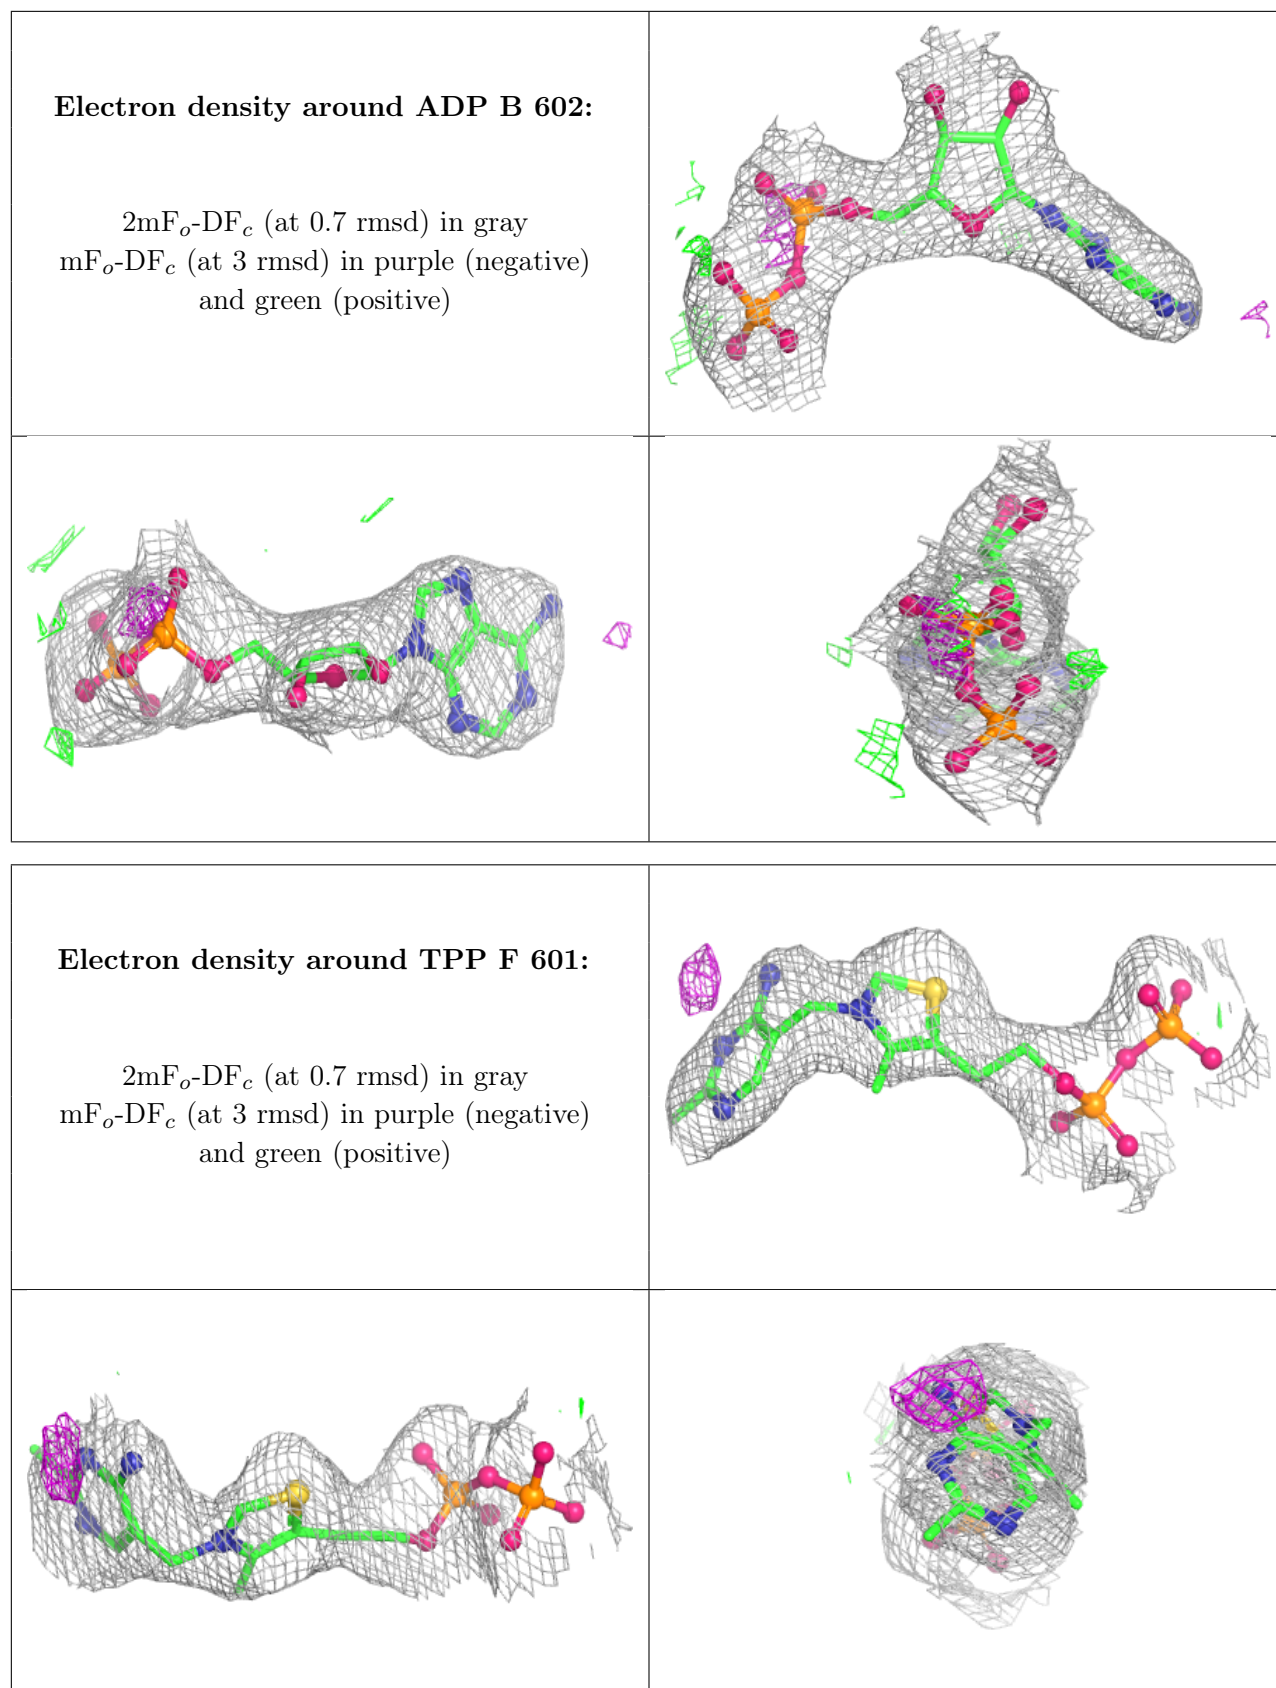 Electron density around ADP B 602:
2mFo-DFc (at 0.7 rmsd) in gray
mFo-DFc (at 3 rmsd) in purple (negative)
and green (positive)
Electron density around TPP F 601:
2mFo-DFc (at 0.7 rmsd) in gray
mFo-DFc (at 3 rmsd) in purple (negative)
and green (positive)